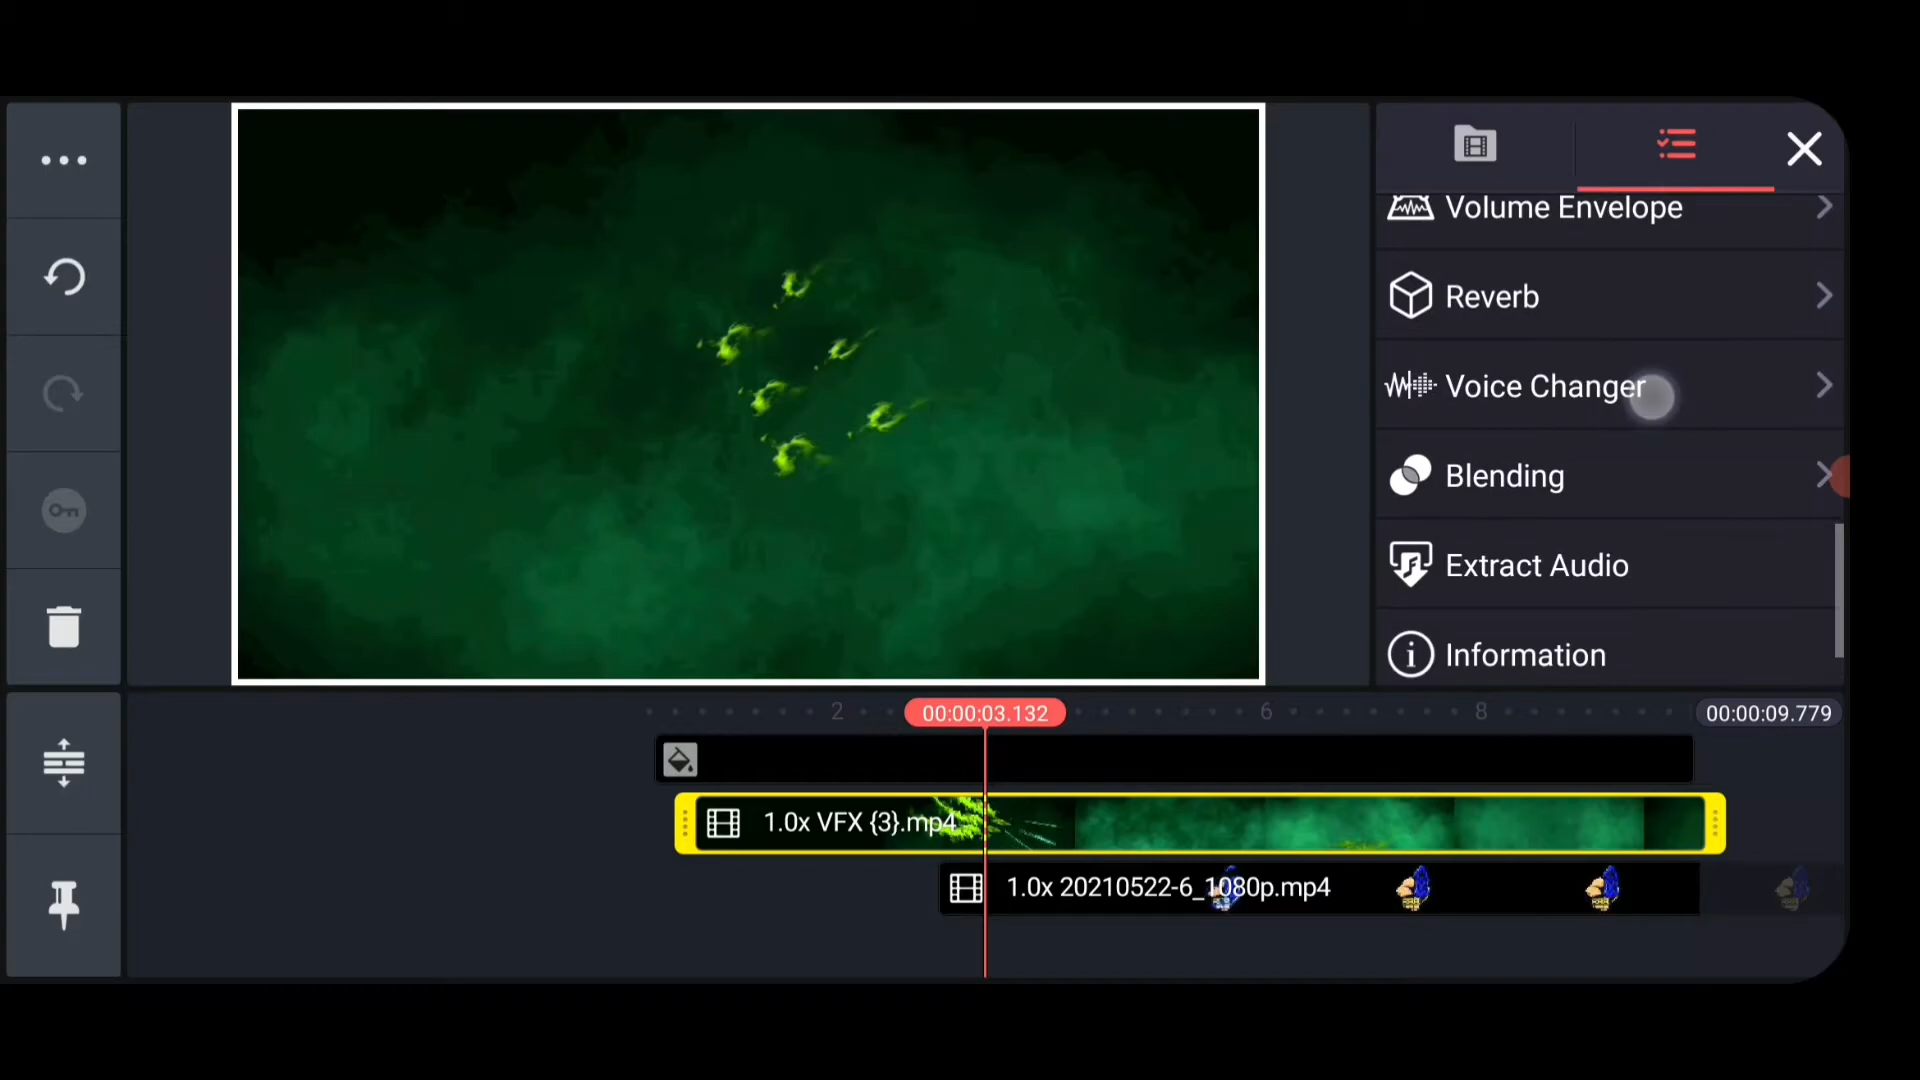 Volume Envelope
Reverb
Voice Changer
Blending
Extract Audio
Information
2
00:00:03.132
6
8
00:00:09.779
1.0x VFX {3}.mp4
1.0x 20210522-6_1080p.mp4